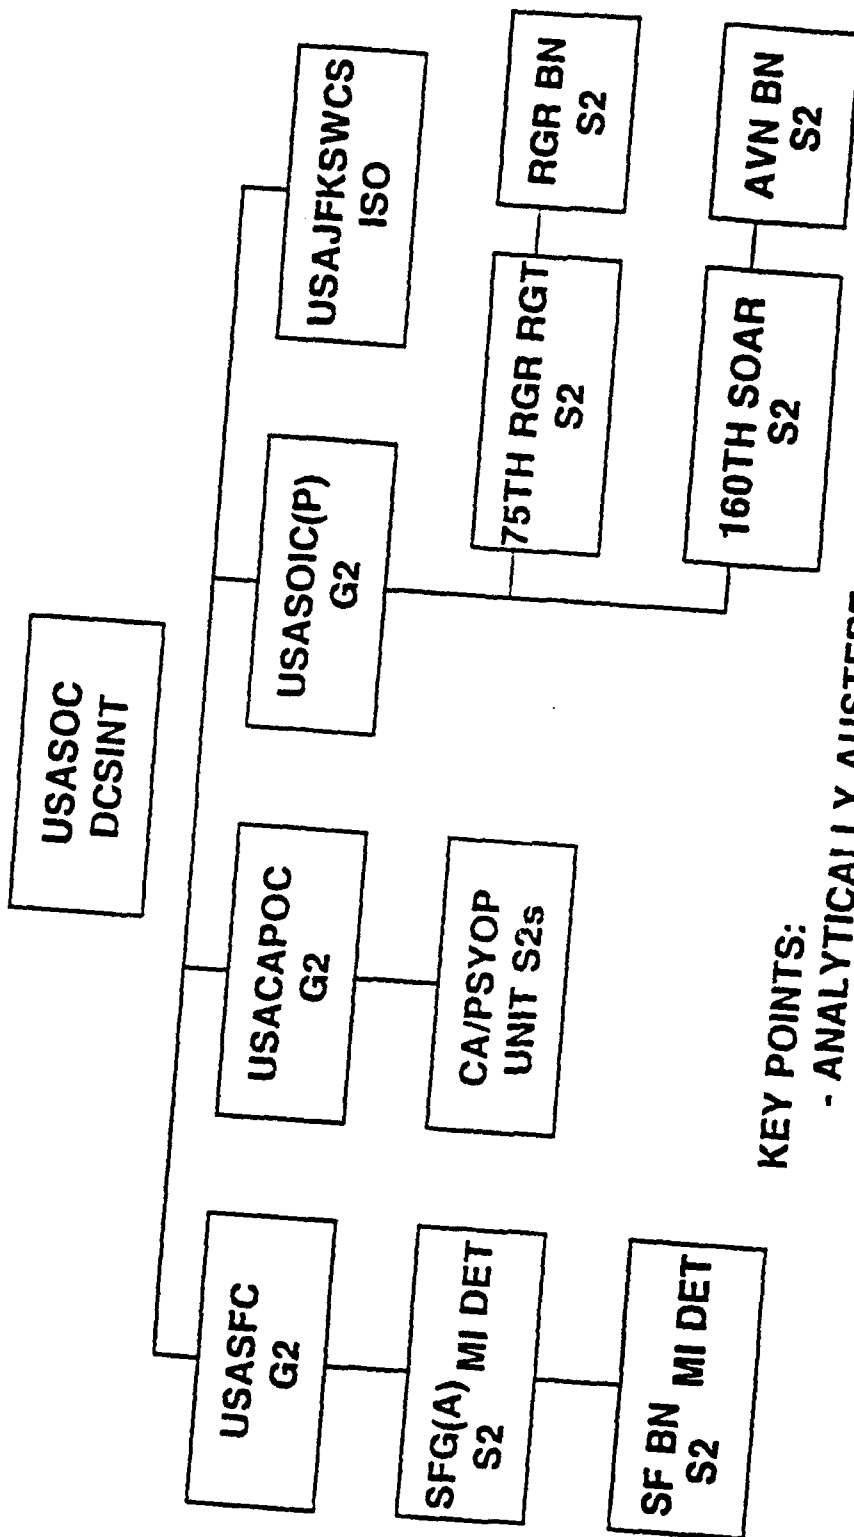 USASOC
DCSINT
USASFC
G2
USACAPOC
G2
USASOIC(P)
G2
USAJFKSWCS
ISO
SFG(A) MI DET
S2
CA/PSYOP
UNIT S2s
75TH RGR RGT
S2
RGR BN
S2
SF BN MI DET
S2
160TH SOAR
S2
AVN BN
S2
KEY POINTS:
- ANALYTICALLY